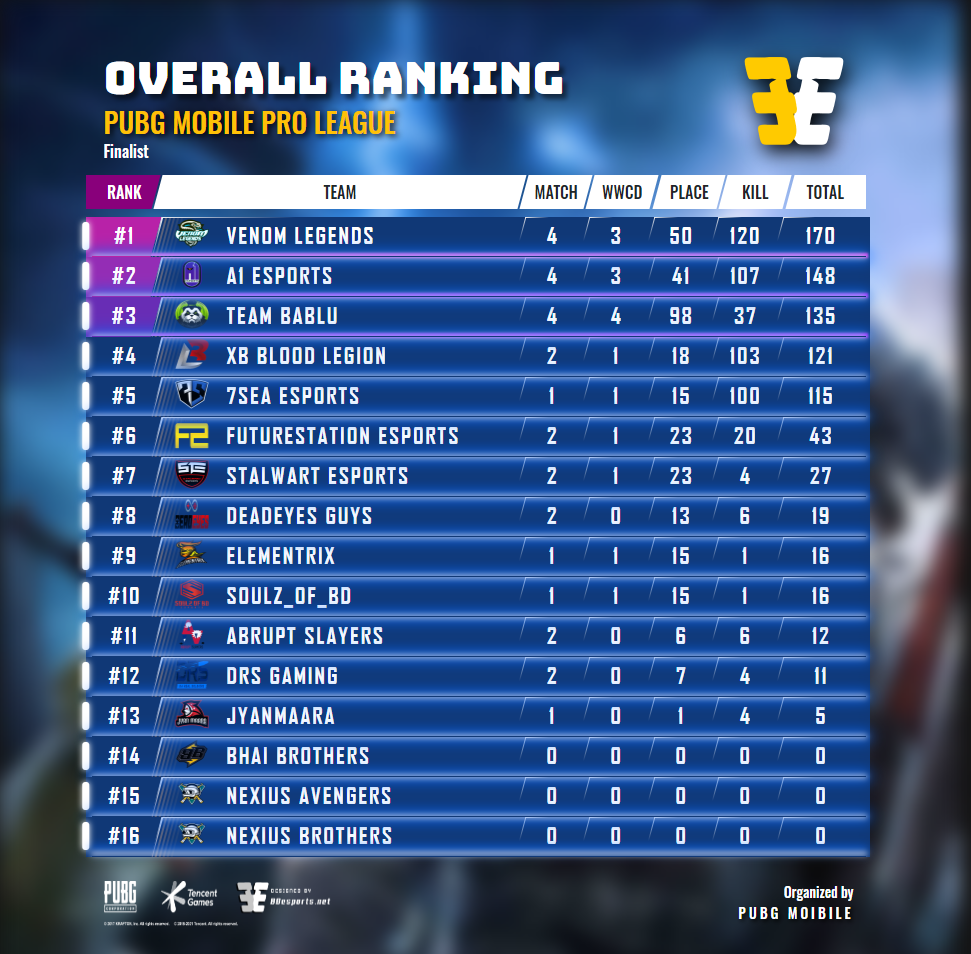 OVERALL RANKING
PUBG MOBILE PRO LEAGUE
Finalist
RANK TEAM MATCH WWCD PLACE KILL TOTAL
#1 VENOM LEGENDS 4 3 50 120 170
#2 A1 ESPORTS 4 3 41 107 148
#3 TEAM BABLU 4 4 98 37 135
#4 XB BLOOD LEGION 2 1 18 103 121
#5 7SEA ESPORTS 1 1 15 100 115
#6 FUTURESTATION ESPORTS 2 1 23 20 43
#7 STALWART ESPORTS 2 1 23 4 27
#8 DEADEYES GUYS 2 0 13 6 19
#9 ELEMENTRIX 1 1 15 1 16
#10 SOULZ_OF_BD 1 1 15 1 16
#11 ABRUPT SLAYERS 2 0 6 6 12
#12 DRS GAMING 2 0 7 4 11
#13 JYANMAARA 1 0 1 4 5
#14 BHAI BROTHERS 0 0 0 0 0
#15 NEXIUS AVENGERS 0 0 0 0 0
#16 NEXIUS BROTHERS 0 0 0 0 0
PUBG
CORPORATION
Tencent
Games
DESIGNED BY
Organized by
PUBG MOIBILE